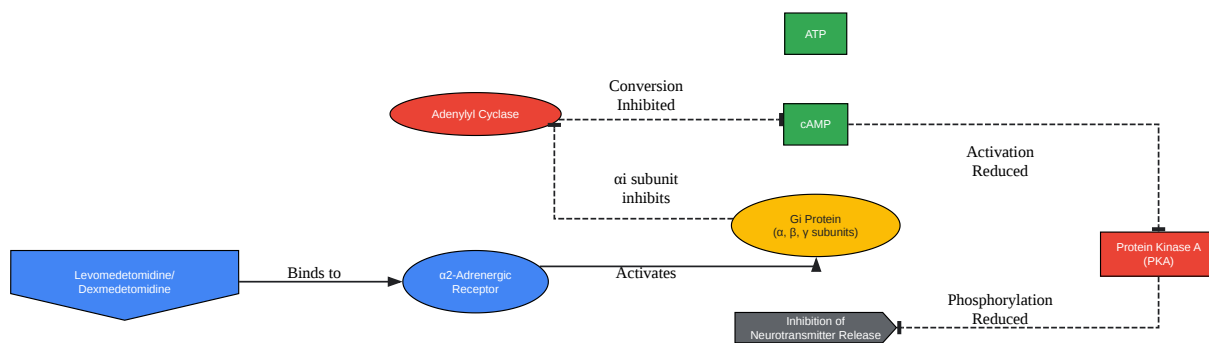 ATP
Conversion
Inhibited
Adenylyl Cyclase
cAMP
Activation
Reduced
αi subunit
inhibits
Gi Protein
(α, β, γ subunits)
Protein Kinase A
(PKA)
Levomedetomidine/
Dexmedetomidine
Binds to
α2-Adrenergic
Receptor
Activates
Phosphorylation
Reduced
Inhibition of
Neurotransmitter Release